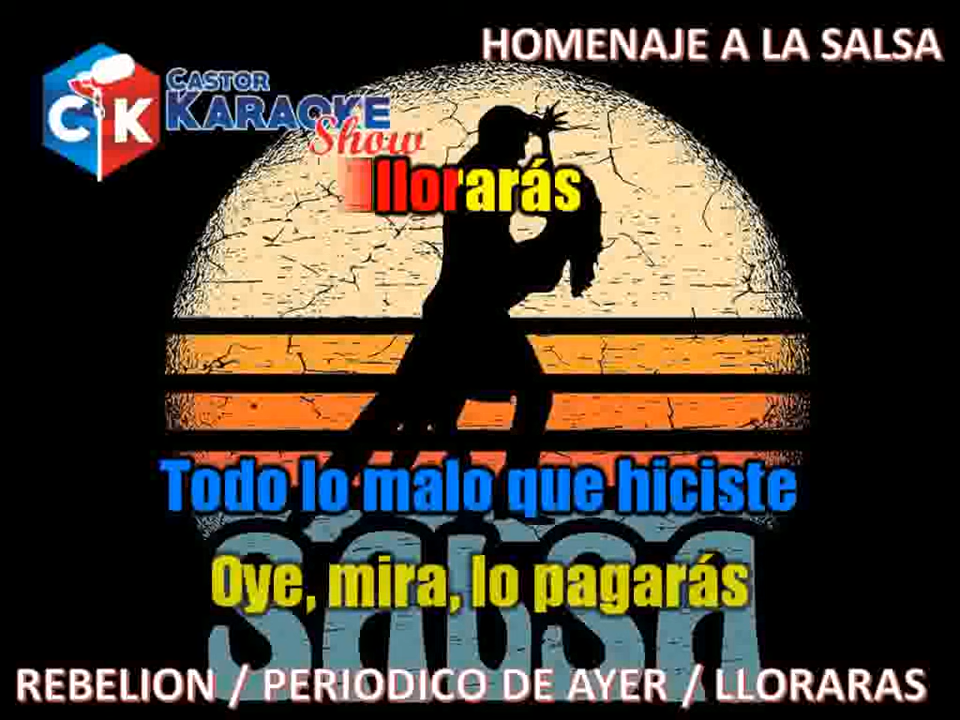 HOMENAJE A LA SALSA
CK
CASTOR
KARAOKE
Show
llorarás
Todo lo malo que hiciste
Oye, mira, lo pagarás
SALSA
REBELION / PERIODICO DE AYER / LLORARAS